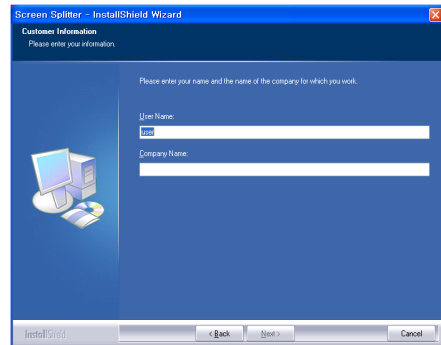 Screen Splitter - InstallShield Wizard
Customer Information
Please enter your information.
Please enter your name and the name of the company for which you work.
User Name:
user
Company Name:
InstallShield
< Back
Next >
Cancel